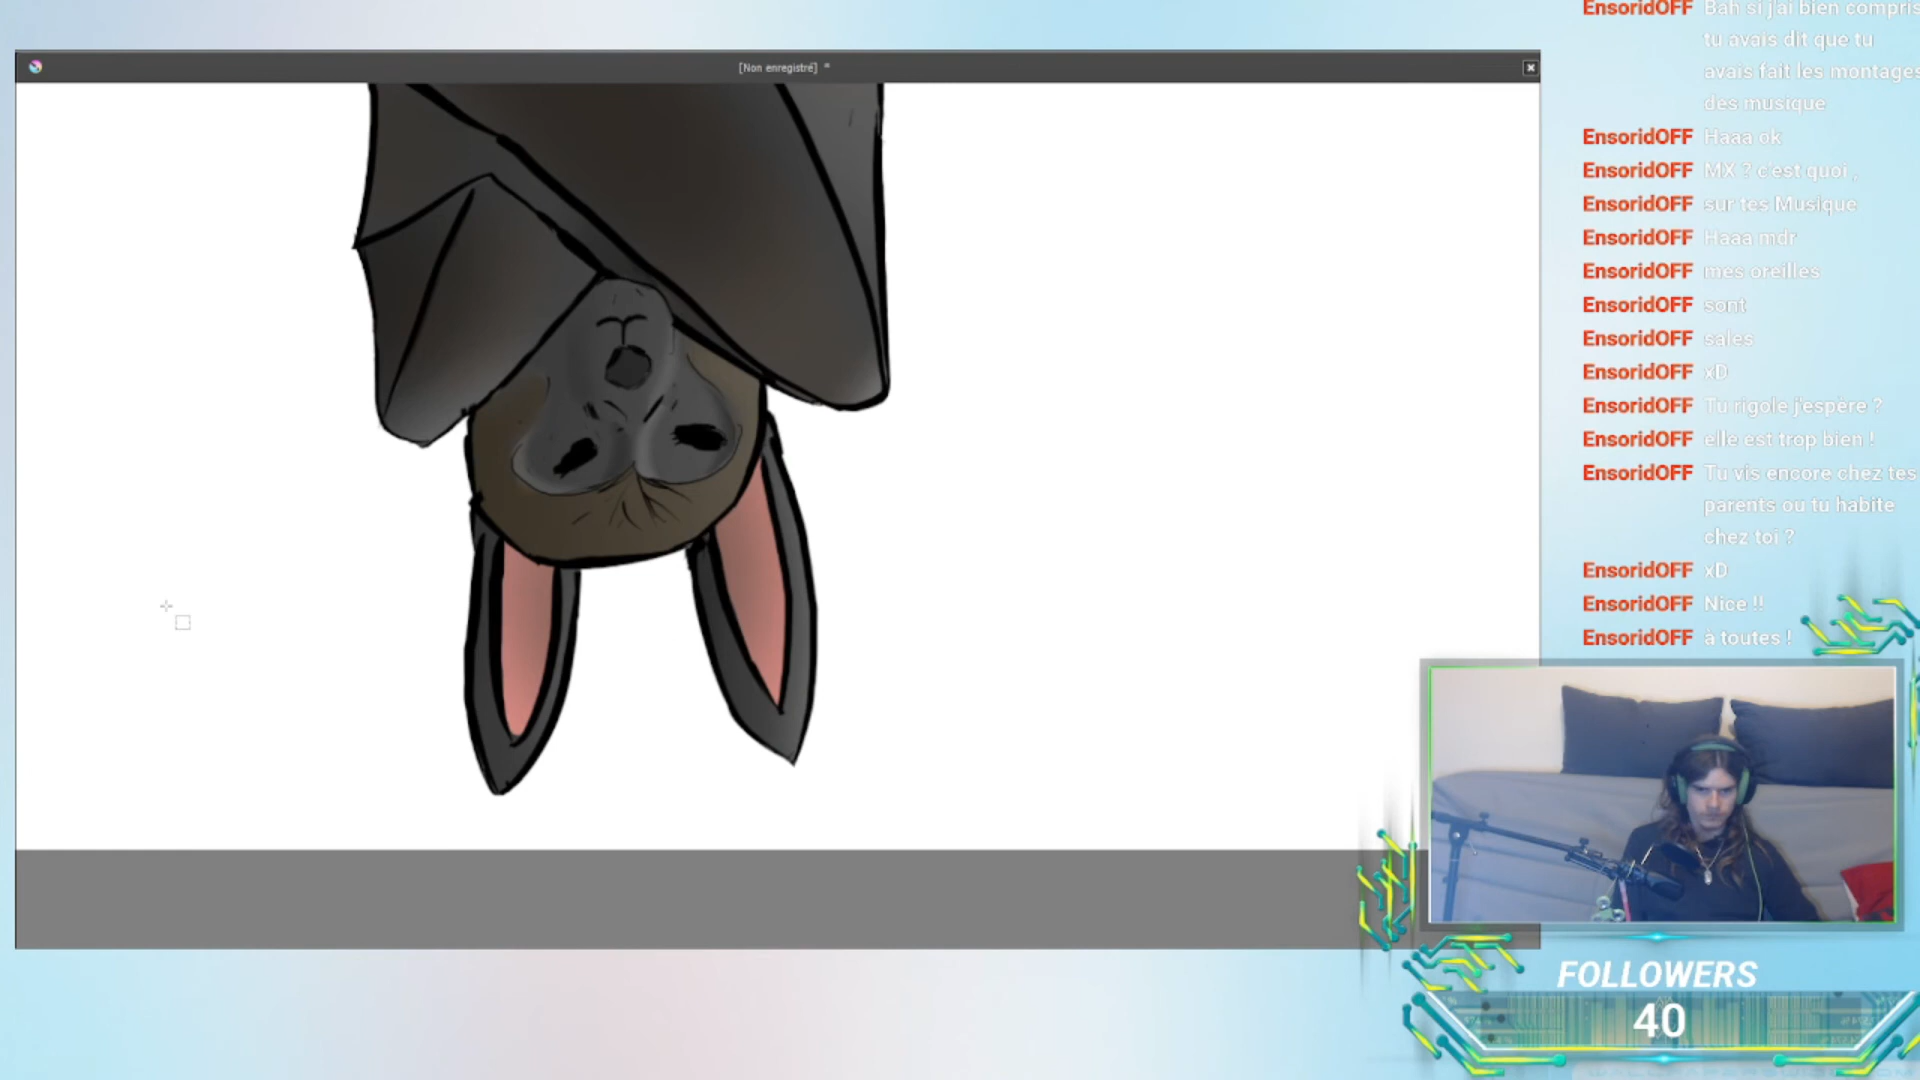 [Non enregistré] *
EnsoridOFF Bah si j'ai bien compris
tu avais dit que tu
avais fait les montages
des musique
EnsoridOFF Haaa ok
EnsoridOFF MX ? c'est quoi ,
EnsoridOFF sur tes Musique
EnsoridOFF Haaa mdr
EnsoridOFF mes oreilles
EnsoridOFF sont
EnsoridOFF sales
EnsoridOFF xD
EnsoridOFF Tu rigole j'espère ?
EnsoridOFF elle est trop bien !
EnsoridOFF Tu vis encore chez tes
parents ou tu habite
chez toi ?
EnsoridOFF xD
EnsoridOFF Nice !!
EnsoridOFF à toutes !
FOLLOWERS
40